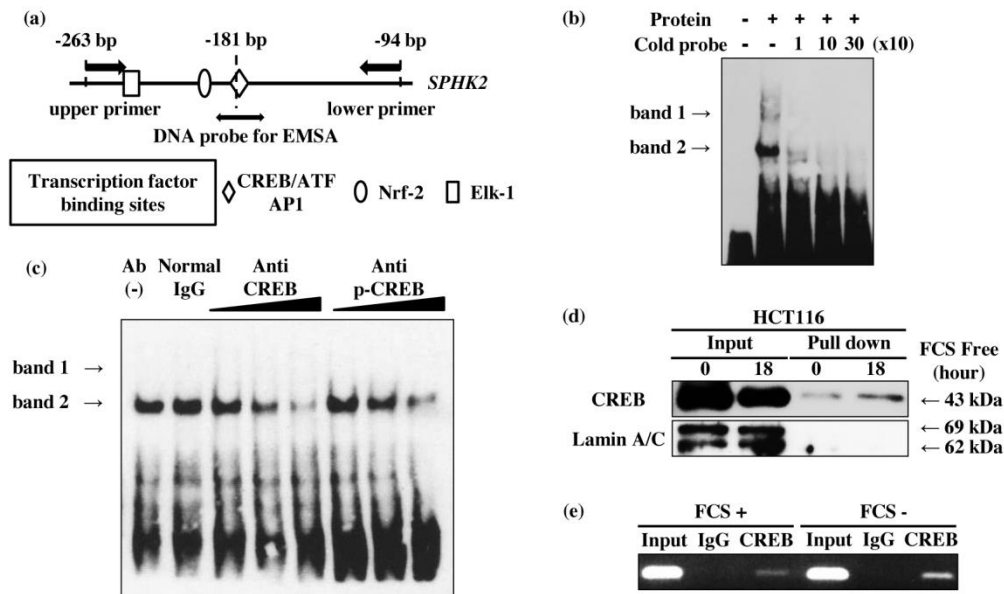 (a)
-263 bp -181 bp -94 bp
SPHK2
upper primer lower primer
DNA probe for EMSA
Transcription factor binding sites
CREB/ATF AP1
Nrf-2
Elk-1
(b)
Protein - + + + +
Cold probe - - 1 10 30 (x10)
band 1 →
band 2 →
(c)
Ab (-)
Normal IgG
Anti CREB
Anti p-CREB
band 1 →
band 2 →
(d)
HCT116
Input Pull down FCS Free (hour)
0 18 0 18
CREB ← 43 kDa
Lamin A/C ← 69 kDa
← 62 kDa
(e)
FCS + FCS -
Input IgG CREB Input IgG CREB